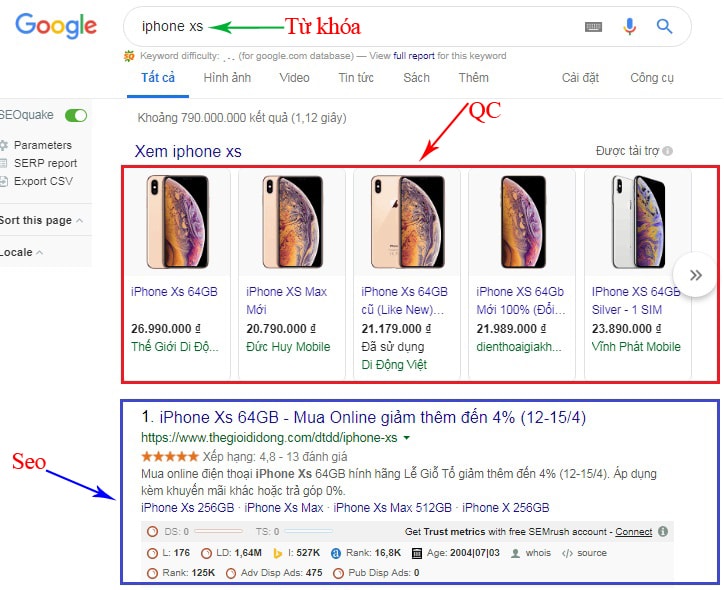 Google
iphone xs
Từ khóa
Keyword difficulty: (for google.com database) — View full report for this keyword
Tất cả Hình ảnh Video Tin tức Sách Thêm Cài đặt Công cụ
SEOquake
Khoảng 790.000.000 kết quả (1,12 giây)
QC
Parameters
SERP report
Export CSV
Sort this page
Locale
Xem iphone xs
Được tài trợ
iPhone Xs 64GB
26.990.000 ₫
Thế Giới Di Độ...
iPhone XS Max
Mới
20.790.000 ₫
Đức Huy Mobile
iPhone Xs 64GB
cũ (Like New)...
21.179.000 ₫
Đã sử dụng
Di Động Việt
iPhone XS 64Gb
Mới 100% (Đổi...
21.989.000 ₫
dienthoaigiakh...
IPhone XS 64GB
Silver - 1 SIM
23.890.000 ₫
Vĩnh Phát Mobile
Seo
1. iPhone Xs 64GB - Mua Online giảm thêm đến 4% (12-15/4)
https://www.thegioididong.com/dtdd/iphone-xs
Xếp hạng: 4,8 - 13 đánh giá
Mua online điện thoại iPhone Xs 64GB hính hãng Lễ Giỗ Tổ giảm thêm đến 4% (12-15/4). Áp dụng
kèm khuyến mãi khác hoặc trả góp 0%.
iPhone Xs 256GB · iPhone Xs Max · iPhone Xs Max 512GB · iPhone X 256GB
DS: 0 TS: 0 Get Trust metrics with free SEMrush account - Connect
L: 176 LD: 1,64M I: 527K Rank: 16,8K Age: 2004|07|03 whois source
Rank: 125K Adv Disp Ads: 475 Pub Disp Ads: 0